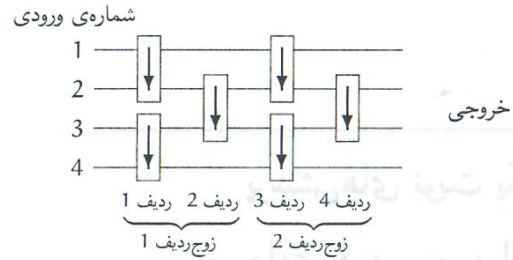 شماره‌ی ورودی
1
2
3
4
خروجی
ردیف 1 ردیف 2 ردیف 3 ردیف 4
زوج‌ردیف 1 زوج‌ردیف 2